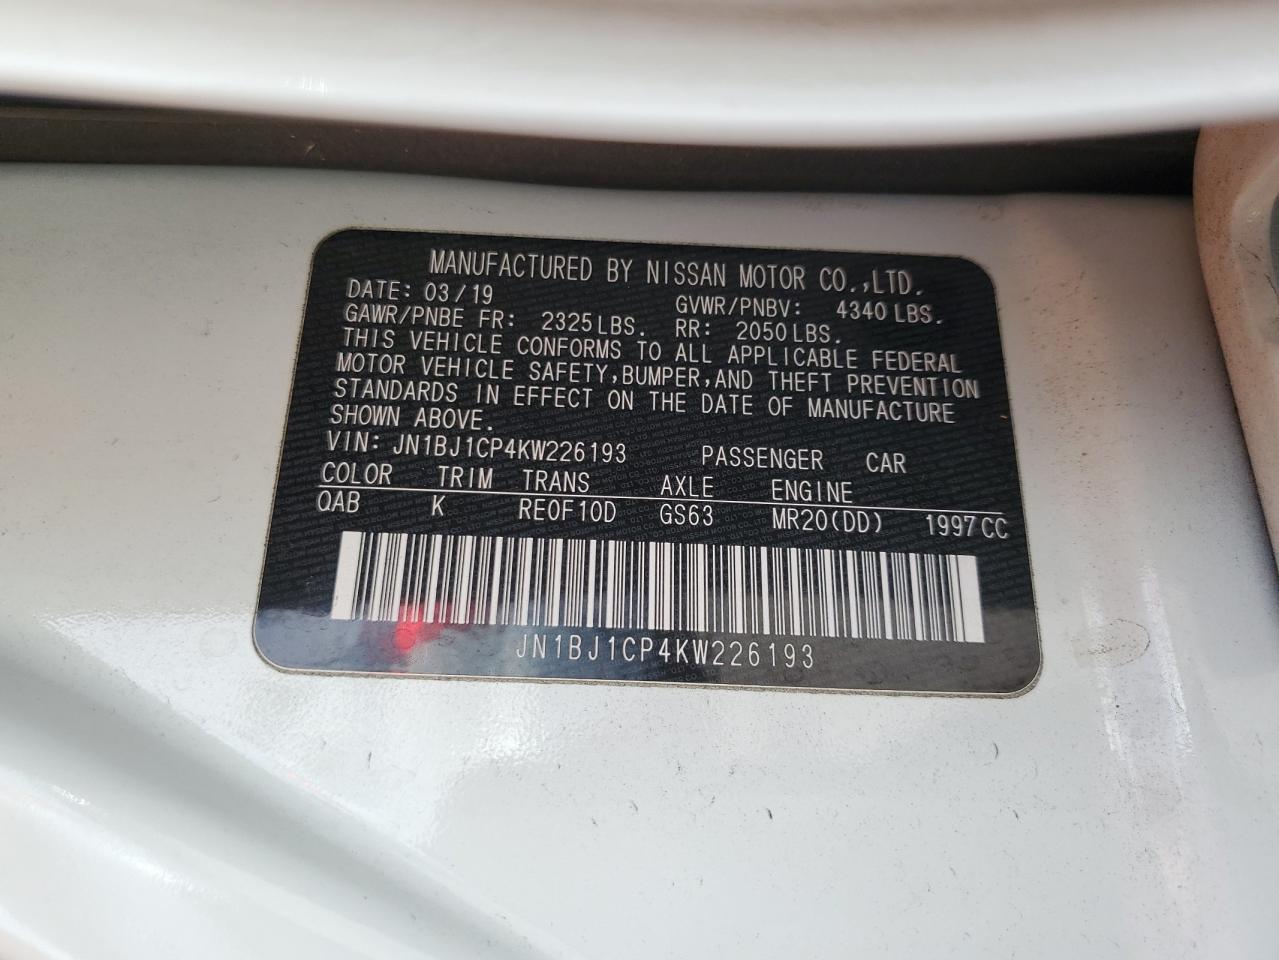 MANUFACTURED BY NISSAN MOTOR CO.,LTD.
DATE: 03/19 GVWR/PNBV: 4340 LBS.
GAWR/PNBE FR: 2325 LBS. RR: 2050 LBS.
THIS VEHICLE CONFORMS TO ALL APPLICABLE FEDERAL
MOTOR VEHICLE SAFETY,BUMPER,AND THEFT PREVENTION
STANDARDS IN EFFECT ON THE DATE OF MANUFACTURE
SHOWN ABOVE.
VIN: JN1BJ1CP4KW226193 PASSENGER CAR
COLOR TRIM TRANS AXLE ENGINE
QAB K RE0F10D GS63 MR20(DD) 1997 CC
JN1BJ1CP4KW226193